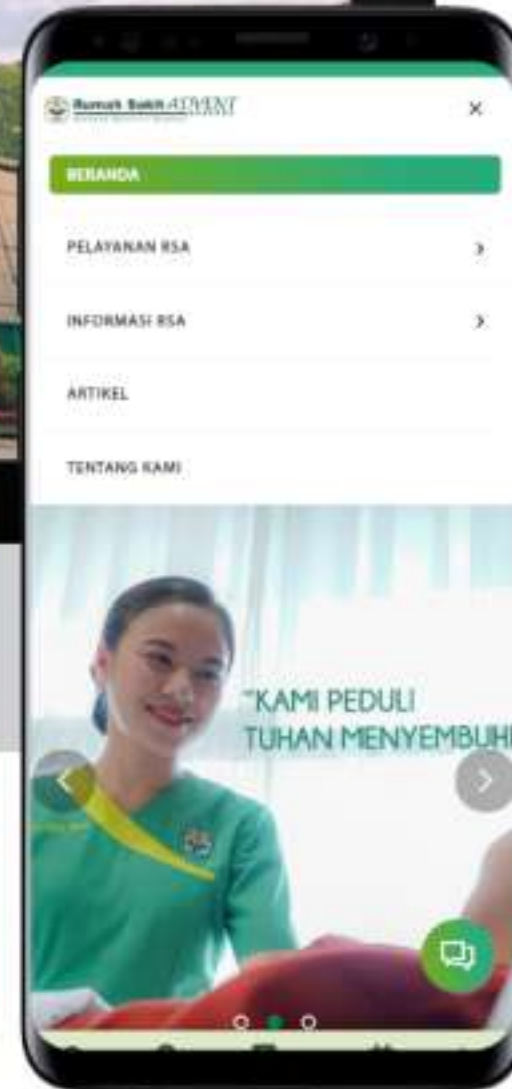 Rumah Sakit ADVENT
BERANDA
PELAYANAN RSA
INFORMASI RSA
ARTIKEL
TENTANG KAMI
"KAMI PEDULI
TUHAN MENYEMBUH